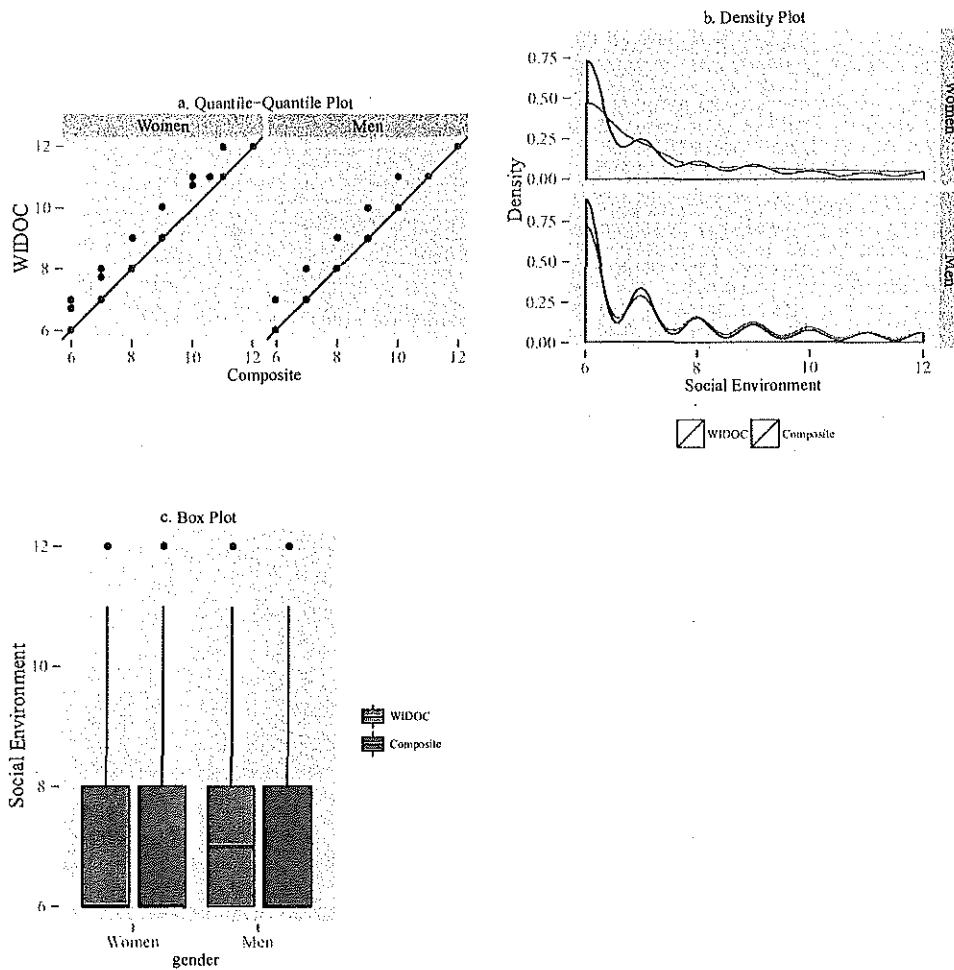 a. Quantile-Quantile Plot
Women Men
WIDOC
12
10
8
6
6 8 10 12 6 8 10 12
Composite
b. Density Plot
Density
0.75
0.50
0.25
0.00
Women
0.75
0.50
0.25
0.00
Men
6 8 10 12
Social Environment
WIDOC Composite
c. Box Plot
Social Environment
12
10
8
6
Women Men
gender
WIDOC
Composite